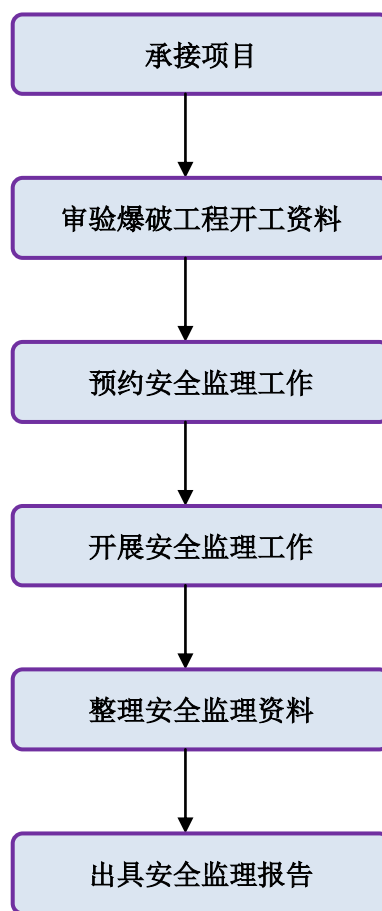 承接项目
审验爆破工程开工资料
预约安全监理工作
开展安全监理工作
整理安全监理资料
出具安全监理报告